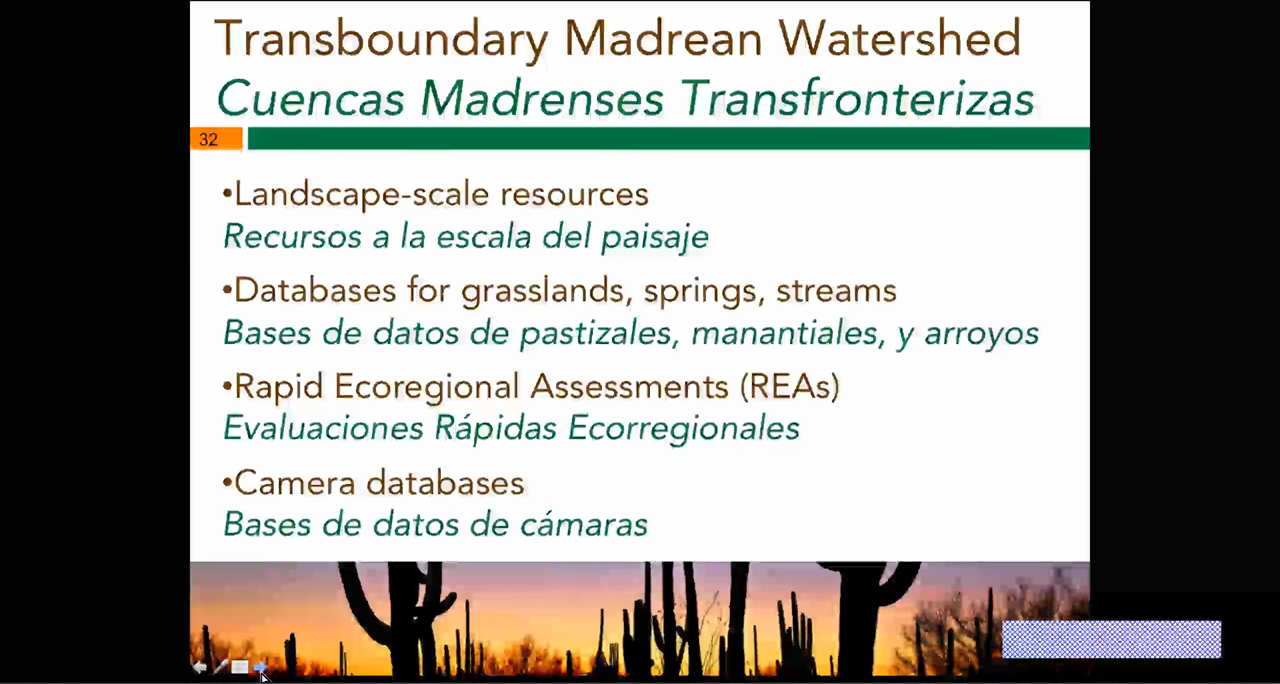 Transboundary Madrean Watershed
Cuencas Madrenses Transfronterizas
32
•Landscape-scale resources
Recursos a la escala del paisaje
•Databases for grasslands, springs, streams
Bases de datos de pastizales, manantiales, y arroyos
•Rapid Ecoregional Assessments (REAs)
Evaluaciones Rápidas Ecorregionales
•Camera databases
Bases de datos de cámaras